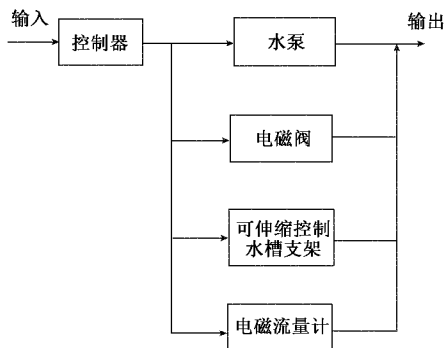 输入
输出
控制器
水泵
电磁阀
可伸缩控制
水槽支架
电磁流量计